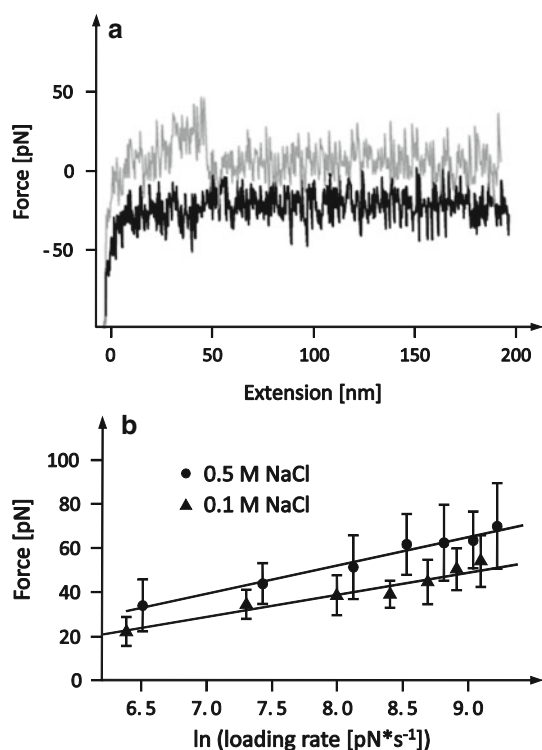 a
Force [pN]
50
0
-50
0 50 100 150 200
Extension [nm]
b
Force [pN]
100
80
60
40
20
0
0.5 M NaCl
0.1 M NaCl
6.5 7.0 7.5 8.0 8.5 9.0
ln (loading rate [pN*s-1])